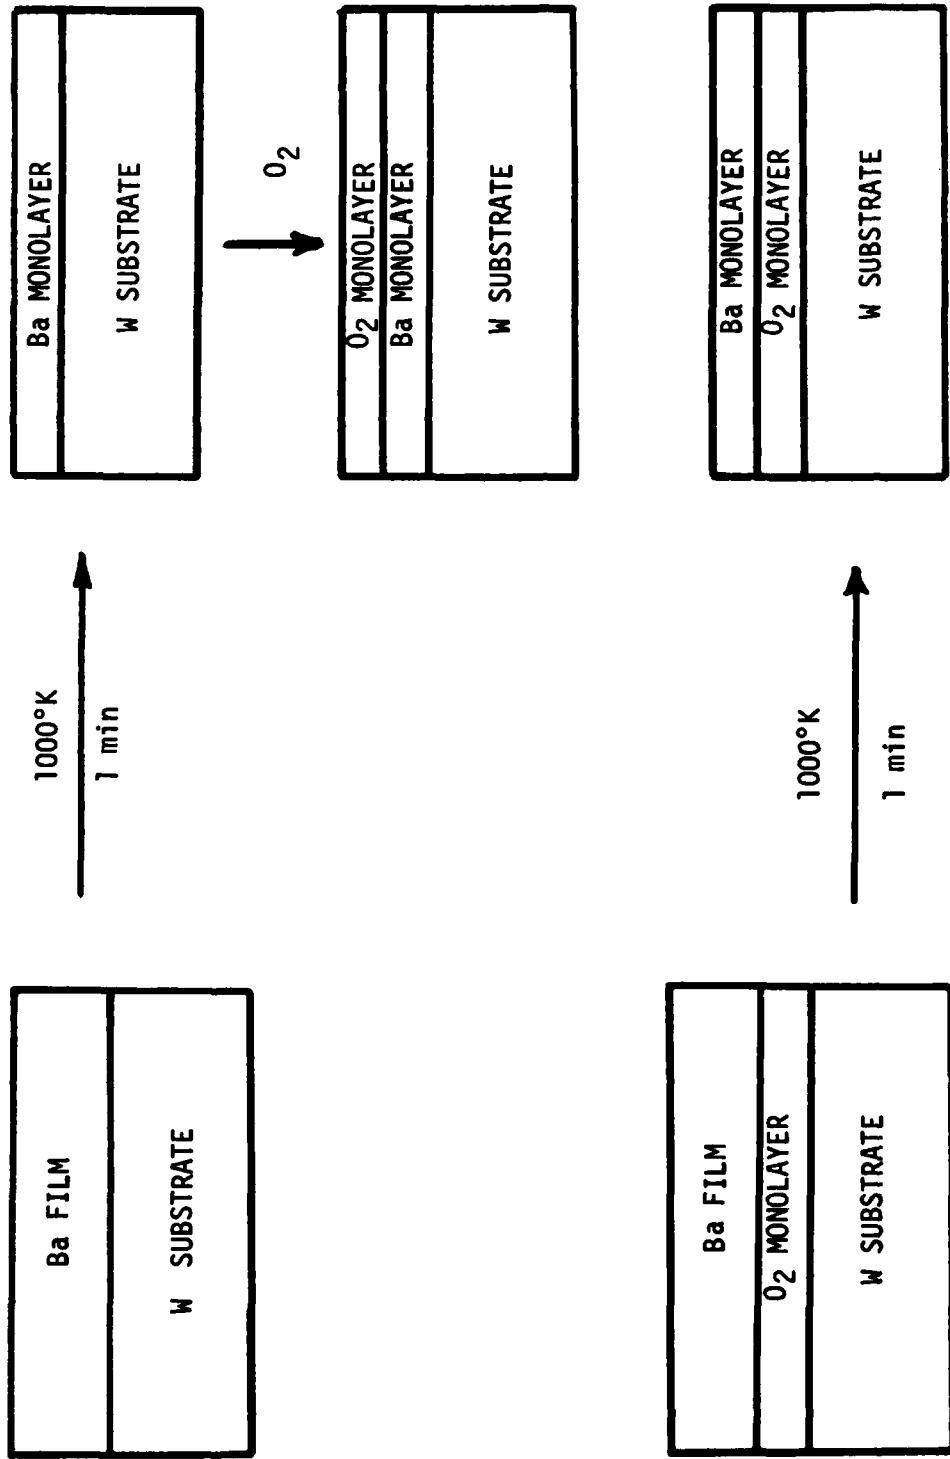 Ba FILM
W SUBSTRATE
1000°K
1 min
Ba MONOLAYER
W SUBSTRATE
O₂
O₂ MONOLAYER
Ba MONOLAYER
W SUBSTRATE
Ba FILM
O₂ MONOLAYER
W SUBSTRATE
1000°K
1 min
Ba MONOLAYER
O₂ MONOLAYER
W SUBSTRATE